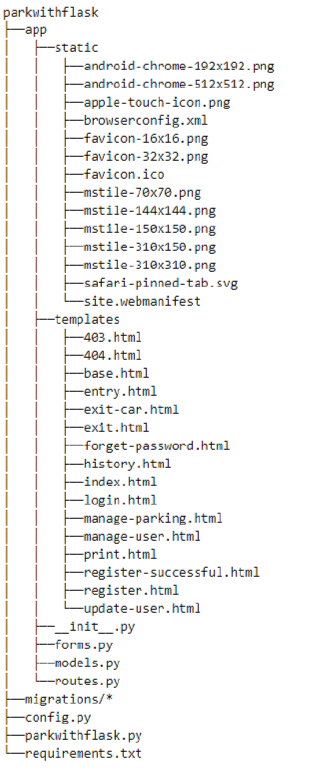 parkwithflask
├──app
│   ├──static
│   │   ├──android-chrome-192x192.png
│   │   ├──android-chrome-512x512.png
│   │   ├──apple-touch-icon.png
│   │   ├──browserconfig.xml
│   │   ├──favicon-16x16.png
│   │   ├──favicon-32x32.png
│   │   ├──favicon.ico
│   │   ├──mstile-70x70.png
│   │   ├──mstile-144x144.png
│   │   ├──mstile-150x150.png
│   │   ├──mstile-310x150.png
│   │   ├──mstile-310x310.png
│   │   ├──safari-pinned-tab.svg
│   │   └──site.webmanifest
│   ├──templates
│   │   ├──403.html
│   │   ├──404.html
│   │   ├──base.html
│   │   ├──entry.html
│   │   ├──exit-car.html
│   │   ├──exit.html
│   │   ├──forget-password.html
│   │   ├──history.html
│   │   ├──index.html
│   │   ├──login.html
│   │   ├──manage-parking.html
│   │   ├──manage-user.html
│   │   ├──print.html
│   │   ├──register-successful.html
│   │   ├──register.html
│   │   └──update-user.html
│   ├──__init__.py
│   ├──forms.py
│   ├──models.py
│   └──routes.py
├──migrations/*
├──config.py
├──parkwithflask.py
└──requirements.txt